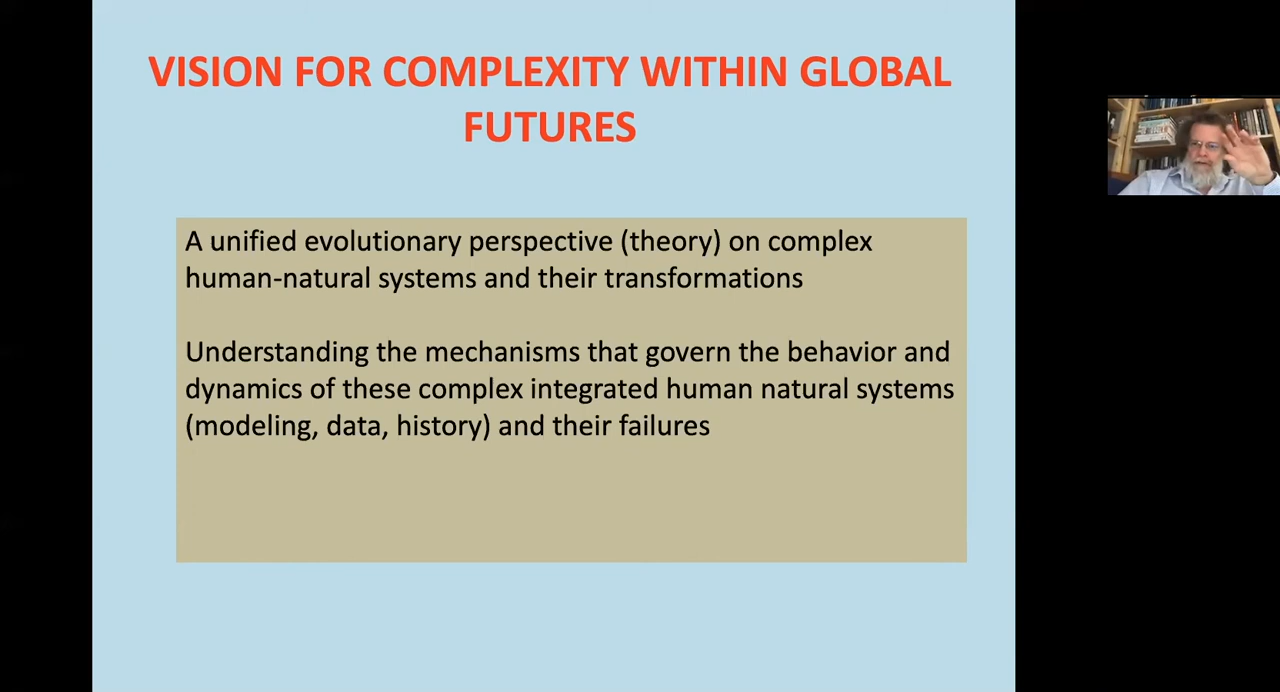 VISION FOR COMPLEXITY WITHIN GLOBAL
FUTURES
A unified evolutionary perspective (theory) on complex
human-natural systems and their transformations
Understanding the mechanisms that govern the behavior and
dynamics of these complex integrated human natural systems
(modeling, data, history) and their failures